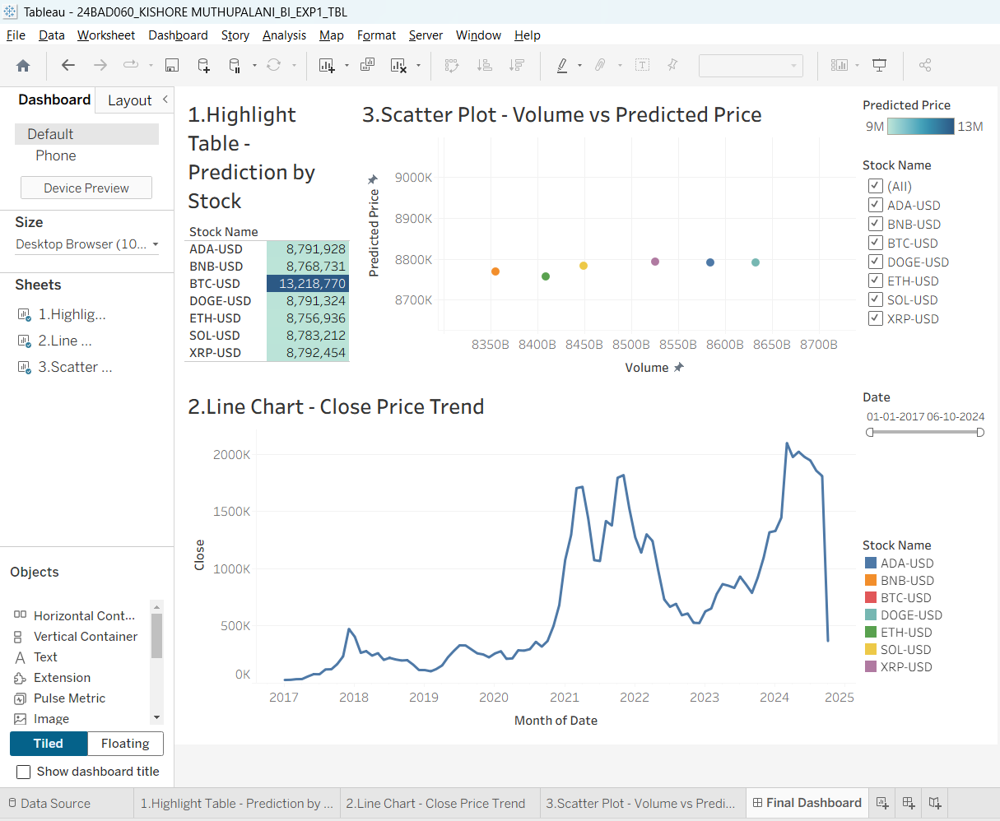 Tableau - 24BAD060_KISHORE MUTHUPALANI_BI_EXP1_TBL
File Data Worksheet Dashboard Story Analysis Map Format Server Window Help
Dashboard Layout
Default
Phone
Device Preview
Size
Desktop Browser (10...
Sheets
1.Highlig...
2.Line ...
3.Scatter ...
Objects
Horizontal Cont...
Vertical Container
Text
Extension
Pulse Metric
Image
Tiled Floating
Show dashboard title
1.Highlight
Table -
Prediction by
Stock
Stock Name
ADA-USD 8,791,928
BNB-USD 8,768,731
BTC-USD 13,218,770
DOGE-USD 8,791,324
ETH-USD 8,756,936
SOL-USD 8,783,212
XRP-USD 8,792,454
3.Scatter Plot - Volume vs Predicted Price
Predicted Price
9000K
8900K
8800K
8700K
8350B 8400B 8450B 8500B 8550B 8600B 8650B 8700B
Volume
Predicted Price
9M 13M
Stock Name
(All)
ADA-USD
BNB-USD
BTC-USD
DOGE-USD
ETH-USD
SOL-USD
XRP-USD
2.Line Chart - Close Price Trend
Close
2000K
1500K
1000K
500K
0K
2017 2018 2019 2020 2021 2022 2023 2024 2025
Month of Date
Date
01-01-2017 06-10-2024
Stock Name
ADA-USD
BNB-USD
BTC-USD
DOGE-USD
ETH-USD
SOL-USD
XRP-USD
Data Source 1.Highlight Table - Prediction by ... 2.Line Chart - Close Price Trend 3.Scatter Plot - Volume vs Predi... Final Dashboard